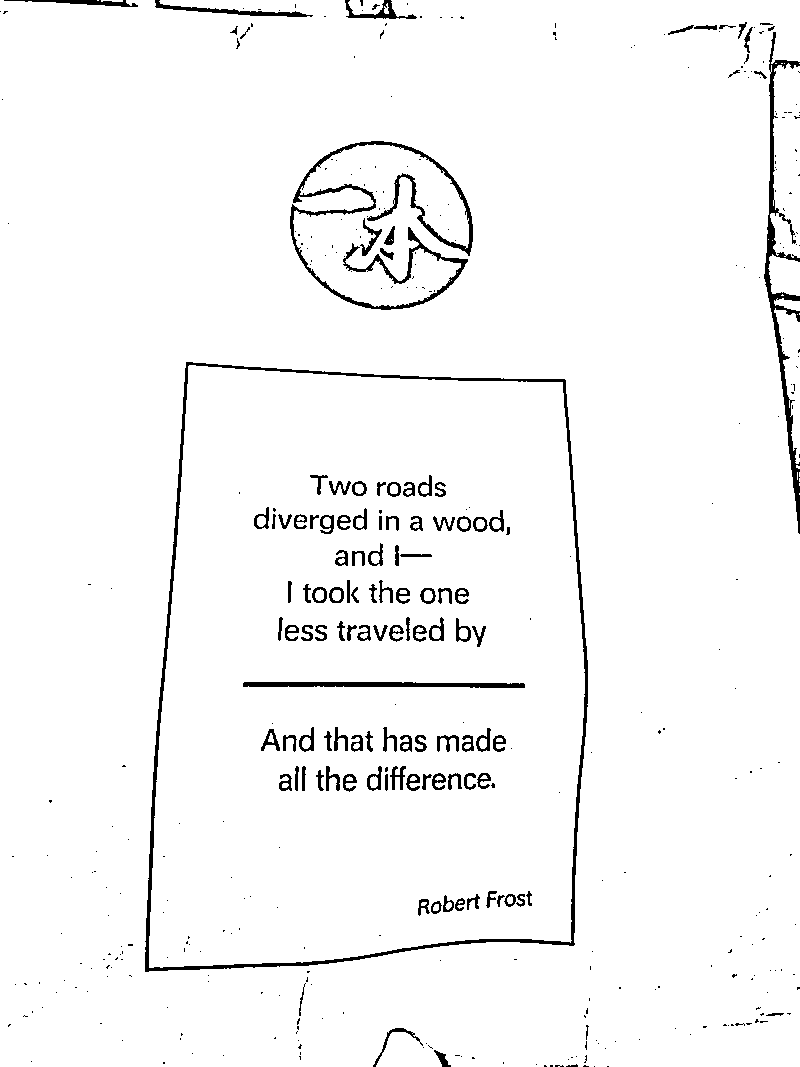 一本
Two roads
diverged in a wood,
and I—
I took the one
less traveled by
And that has made
all the difference.
Robert Frost